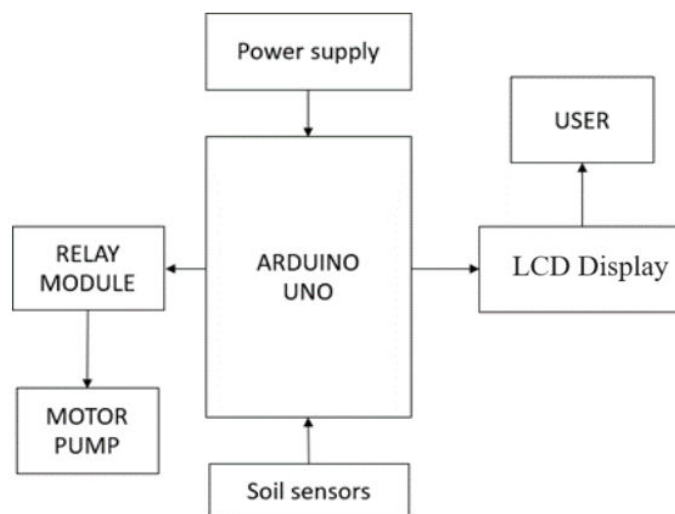 Power supply
USER
RELAY
MODULE
ARDUINO
UNO
LCD Display
MOTOR
PUMP
Soil sensors